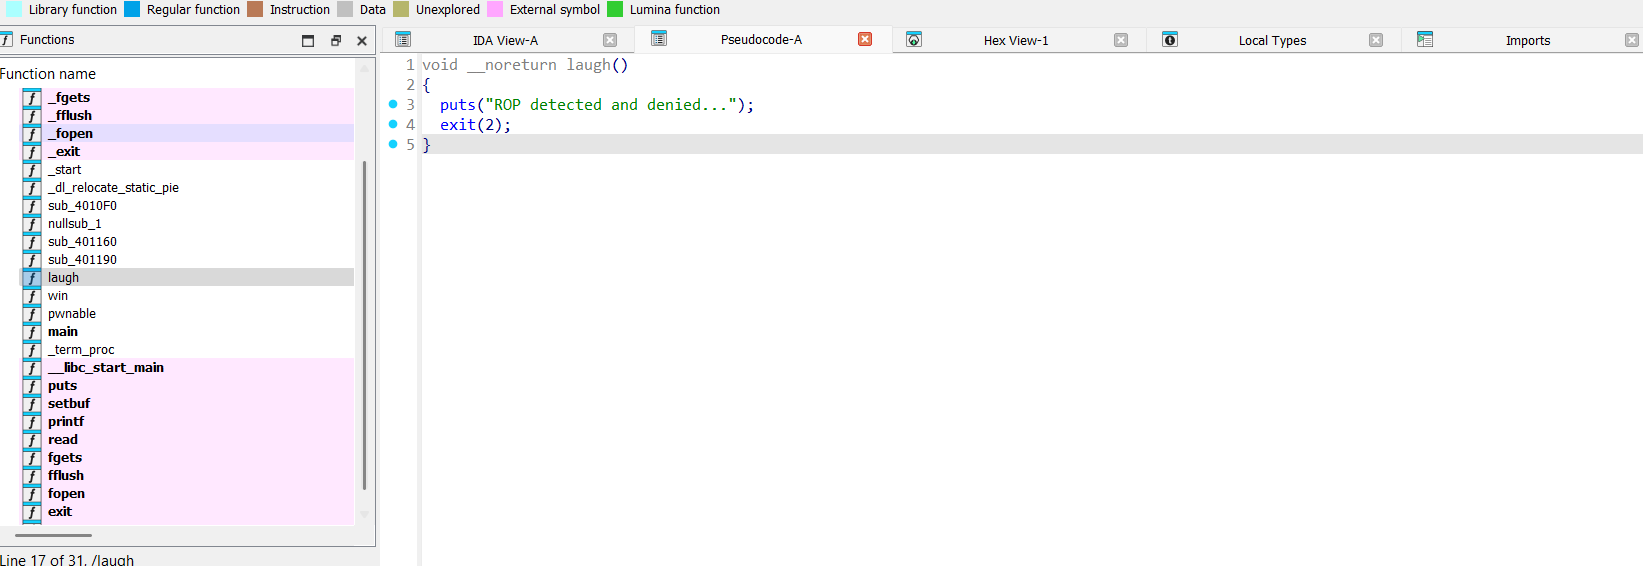 Library function Regular function Instruction Data Unexplored External symbol Lumina function
Functions
IDA View-A Pseudocode-A Hex View-1 Local Types Imports
Function name
_fgets
_fflush
_fopen
_exit
_start
_dl_relocate_static_pie
sub_4010F0
nullsub_1
sub_401160
sub_401190
laugh
win
pwnable
main
_term_proc
__libc_start_main
puts
setbuf
printf
read
fgets
fflush
fopen
exit
Line 17 of 31, /laugh
1 void __noreturn laugh()
2 {
3 puts("ROP detected and denied...");
4 exit(2);
5 }